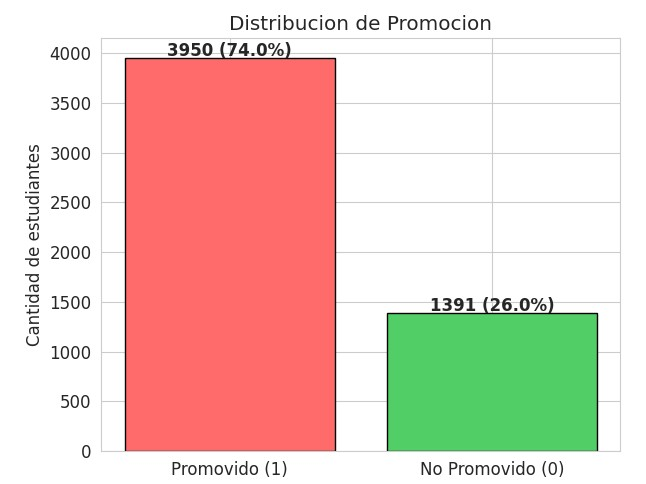 Distribucion de Promocion
Cantidad de estudiantes
4000
3500
3000
2500
2000
1500
1000
500
0
3950 (74.0%)
1391 (26.0%)
Promovido (1)
No Promovido (0)